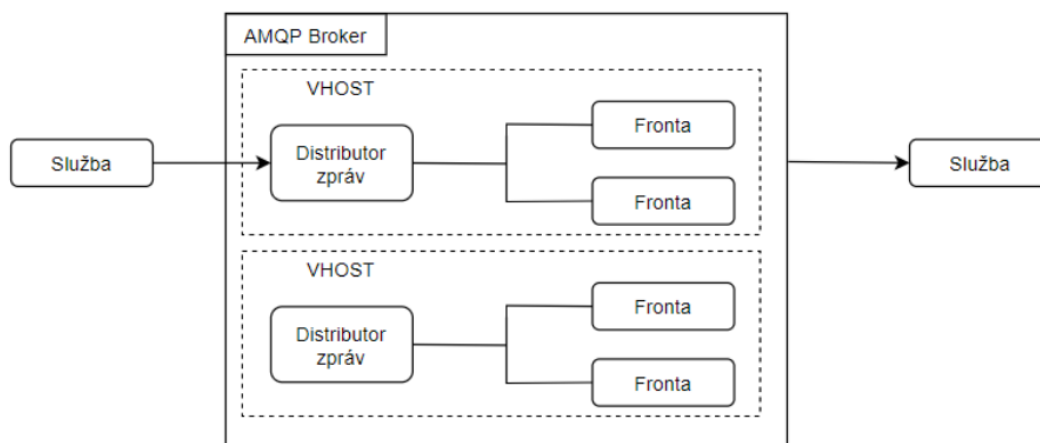 AMQP Broker
VHOST
Fronta
Služba
Distributor
zpráv
Služba
Fronta
VHOST
Fronta
Distributor
zpráv
Fronta